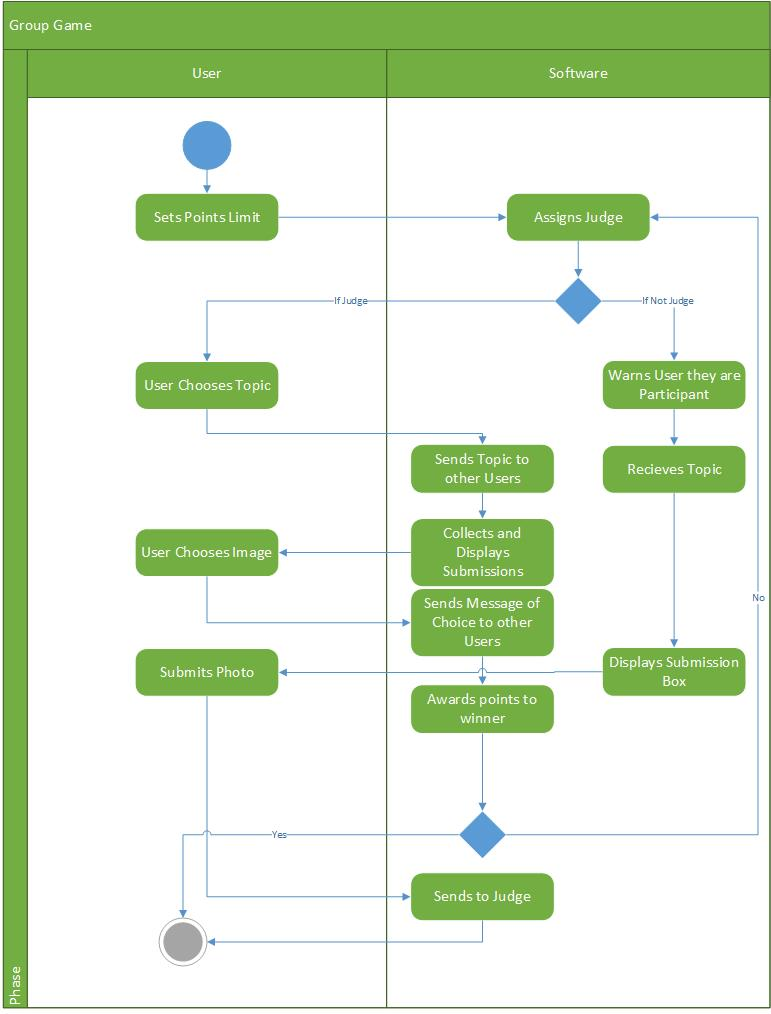 Group Game
User
Software
Sets Points Limit
Assigns Judge
If Judge
If Not Judge
User Chooses Topic
Warns User they are
Participant
Sends Topic to
other Users
Recieves Topic
User Chooses Image
Collects and
Displays
Submissions
Sends Message of
Choice to other
Users
No
Submits Photo
Displays Submission
Box
Awards points to
winner
Yes
Sends to Judge
Phase